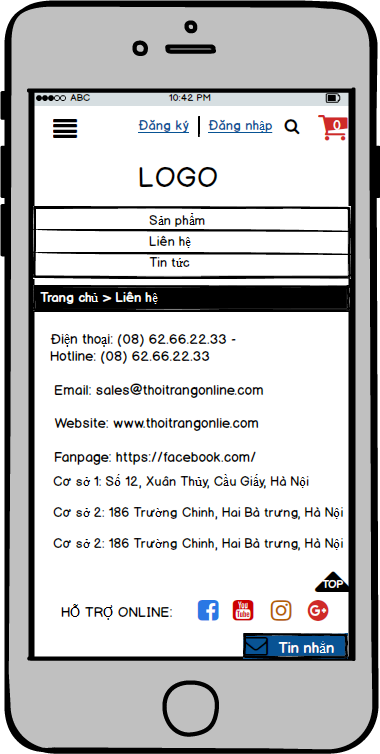 ABC 10:42 PM
Đăng ký Đăng nhập 0
LOGO
Sản phẩm
Liên hệ
Tin tức
Trang chủ > Liên hệ
Điện thoại: (08) 62.66.22.33 -
Hotline: (08) 62.66.22.33
Email: sales@thoitrangonline.com
Website: www.thoitrangonlie.com
Fanpage: https://facebook.com/
Cơ sở 1: Số 12, Xuân Thủy, Cầu Giấy, Hà Nội
Cơ sở 2: 186 Trường Chinh, Hai Bà trưng, Hà Nội
Cơ sở 2: 186 Trường Chinh, Hai Bà trưng, Hà Nội
TOP
HỖ TRỢ ONLINE: f You Tube G+
Tin nhắn